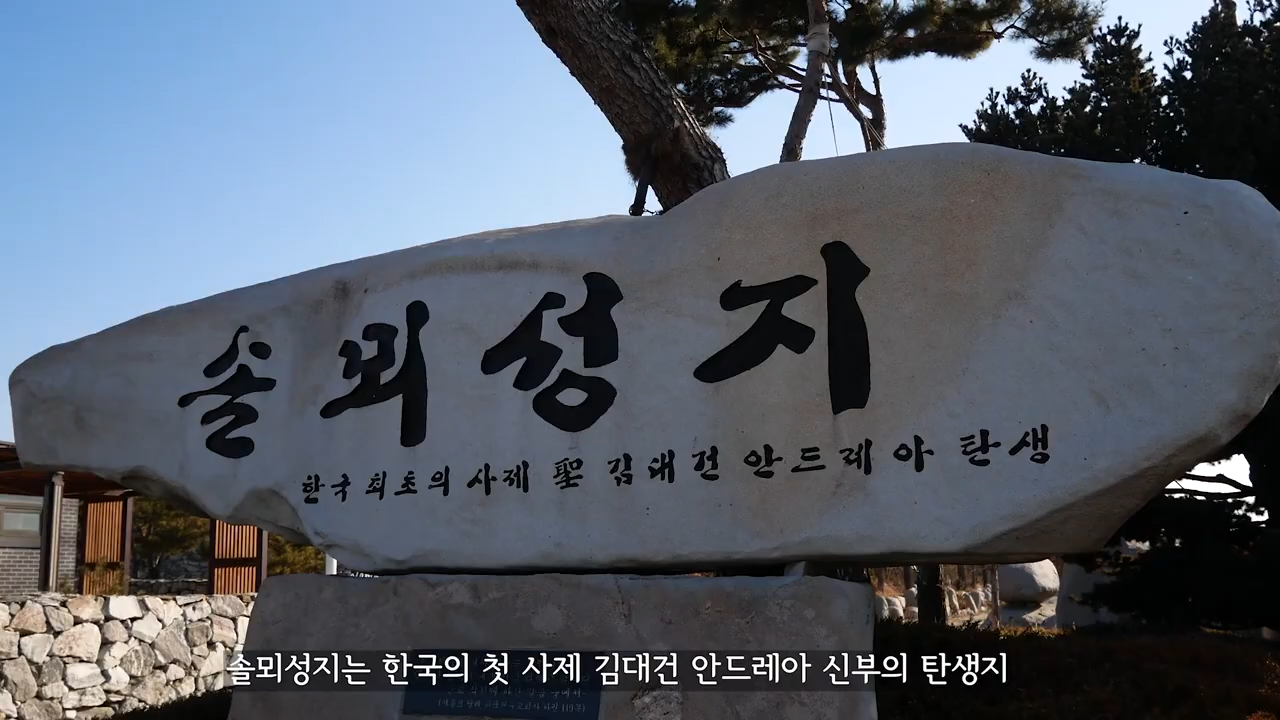 솔뫼성지
한국 최초의 사제 聖 김대건 안드레아 탄생
솔뫼성지는 한국의 첫 사제 김대건 안드레아 신부의 탄생지